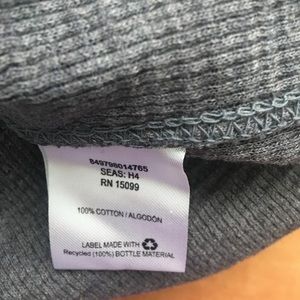 849798014765
SEAS: H4
RN 15099
100% COTTON / ALGODÓN
LABEL MADE WITH
Recycled (100%) BOTTLE MATERIAL